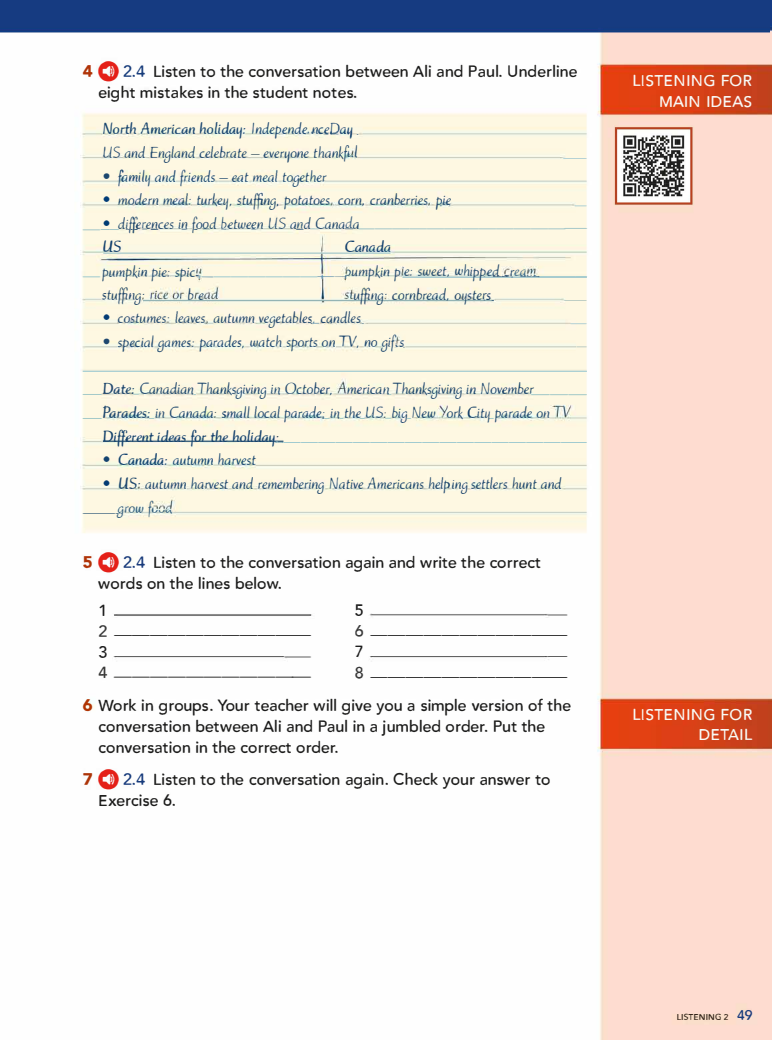 4 2.4 Listen to the conversation between Ali and Paul. Underline
eight mistakes in the student notes.
LISTENING FOR
MAIN IDEAS
North American holiday: Independe.nceDay
US and England celebrate – everyone thankful
• family and friends – eat meal together
• modern meal: turkey, stuffing, potatoes, corn, cranberries, pie
• differences in food between US and Canada
US Canada
pumpkin pie: spicy pumpkin pie: sweet, whipped cream
stuffing: rice or bread stuffing: cornbread, oysters
• costumes: leaves, autumn vegetables, candles
• special games: parades, watch sports on TV, no gifts
Date: Canadian Thanksgiving in October, American Thanksgiving in November
Parades: in Canada: small local parade; in the US: big New York City parade on TV
Different ideas for the holiday:
• Canada: autumn harvest
• US: autumn harvest and remembering Native Americans helping settlers hunt and
grow food
5 2.4 Listen to the conversation again and write the correct
words on the lines below.
1 5
2 6
3 7
4 8
6 Work in groups. Your teacher will give you a simple version of the
conversation between Ali and Paul in a jumbled order. Put the
conversation in the correct order.
LISTENING FOR
DETAIL
7 2.4 Listen to the conversation again. Check your answer to
Exercise 6.
LISTENING 2 49